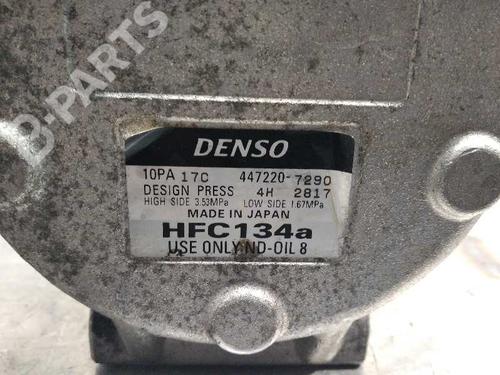 B-PARTS
DENSO
10PA 17C 447220-7290
DESIGN PRESS 4H 2817
HIGH SIDE 3.53MPa LOW SIDE 1.67MPa
MADE IN JAPAN
HFC134a
USE ONLY ND-OIL 8